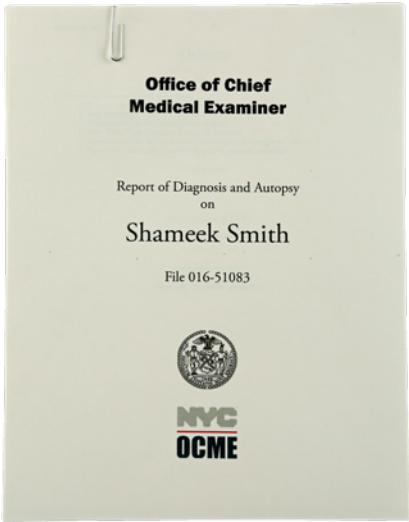 Office of Chief
Medical Examiner
Report of Diagnosis and Autopsy
on
Shameek Smith
File 016-51083
NYC
OCME